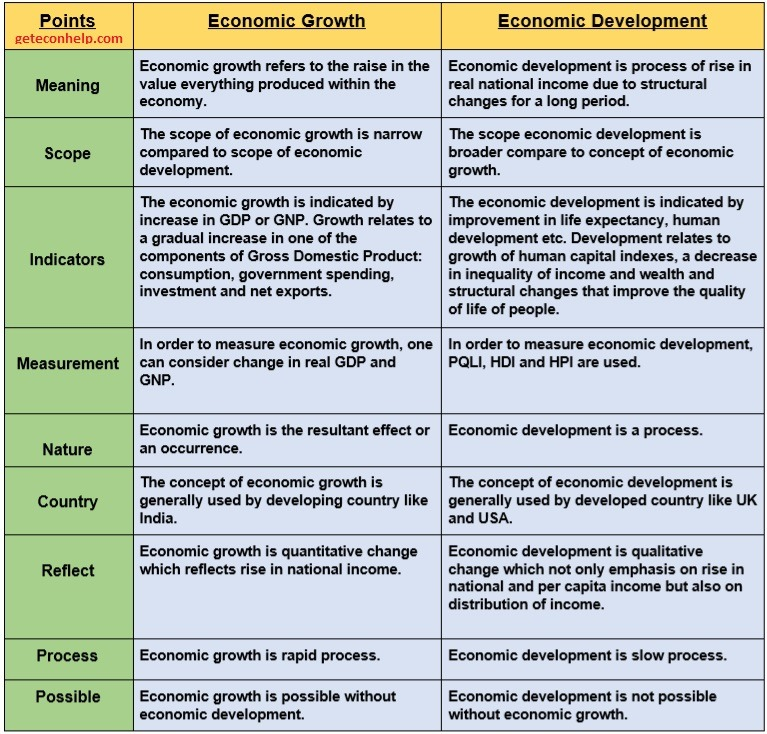 Points
geteconhelp.com
Economic Growth
Economic Development
Meaning
Economic growth refers to the raise in the
value everything produced within the
economy.
Economic development is process of rise in
real national income due to structural
changes for a long period.
Scope
The scope of economic growth is narrow
compared to scope of economic
development.
The scope economic development is
broader compare to concept of economic
growth.
Indicators
The economic growth is indicated by
increase in GDP or GNP. Growth relates to
a gradual increase in one of the
components of Gross Domestic Product:
consumption, government spending,
investment and net exports.
The economic development is indicated by
improvement in life expectancy, human
development etc. Development relates to
growth of human capital indexes, a decrease
in inequality of income and wealth and
structural changes that improve the quality
of life of people.
Measurement
In order to measure economic growth, one
can consider change in real GDP and
GNP.
In order to measure economic development,
PQLI, HDI and HPI are used.
Nature
Economic growth is the resultant effect or
an occurrence.
Economic development is a process.
Country
The concept of economic growth is
generally used by developing country like
India.
The concept of economic development is
generally used by developed country like UK
and USA.
Reflect
Economic growth is quantitative change
which reflects rise in national income.
Economic development is qualitative
change which not only emphasis on rise in
national and per capita income but also on
distribution of income.
Process
Economic growth is rapid process.
Economic development is slow process.
Possible
Economic growth is possible without
economic development.
Economic development is not possible
without economic growth.